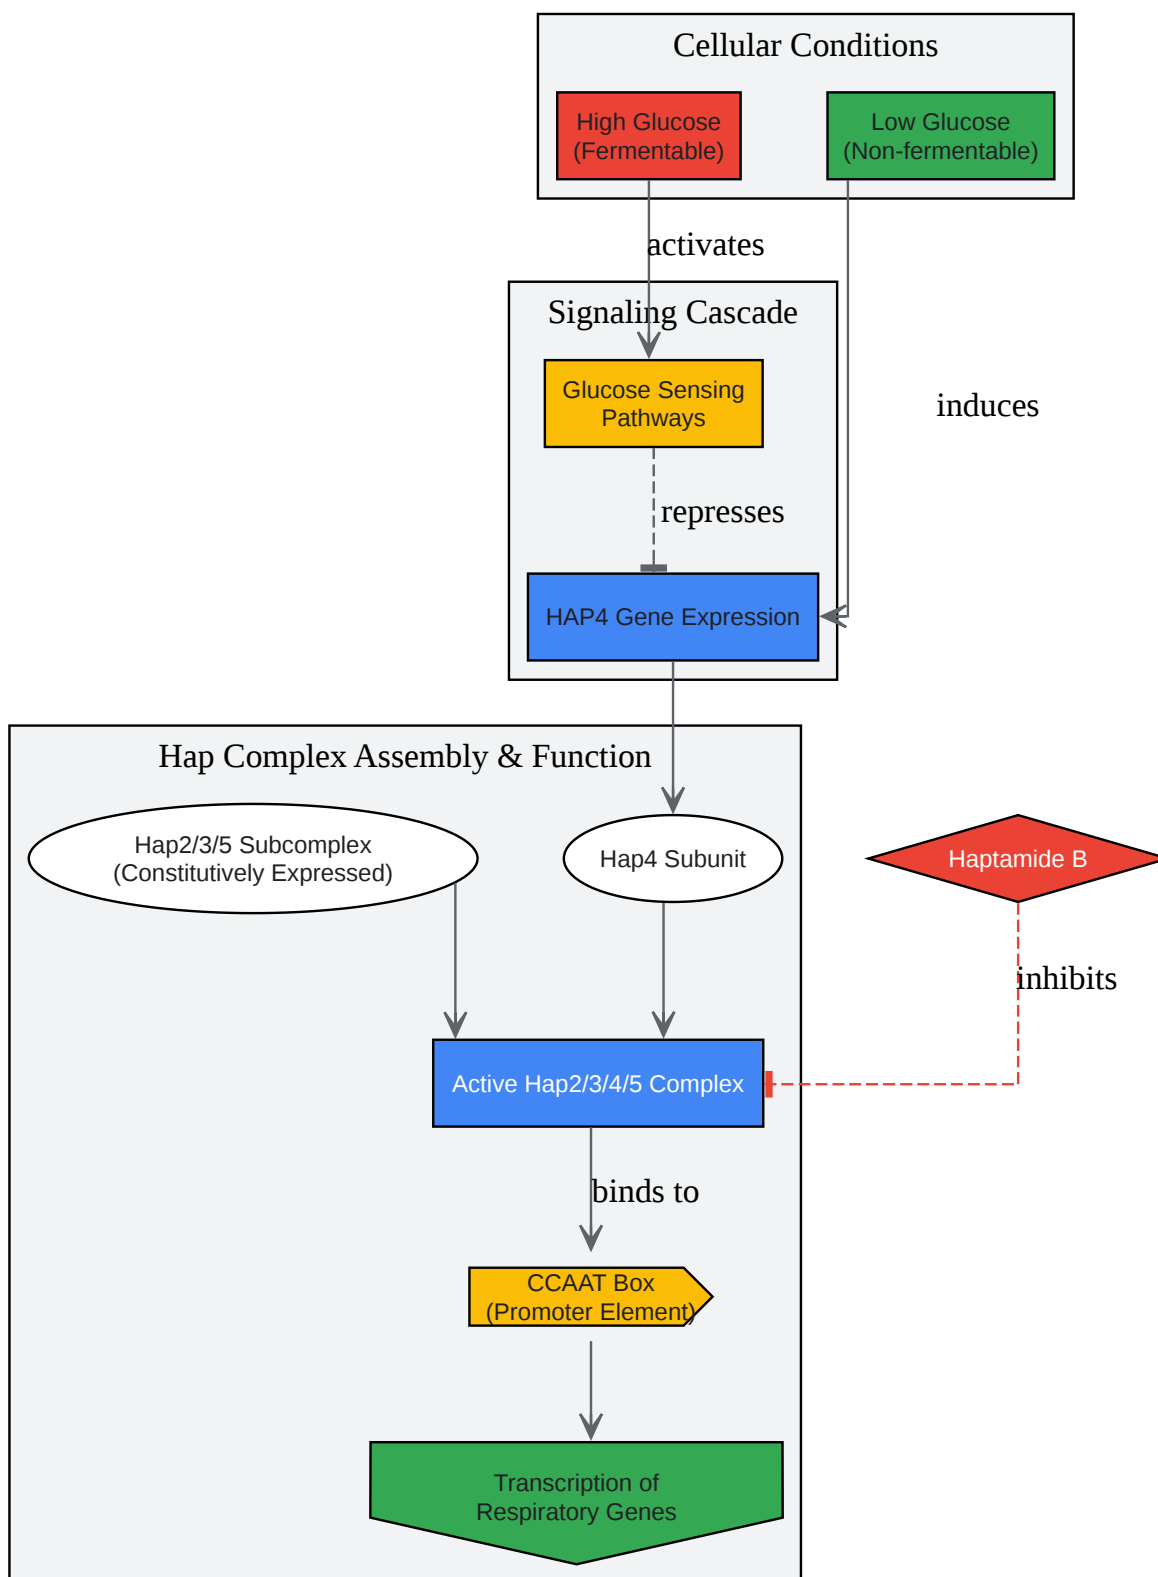 Cellular Conditions
High Glucose
(Fermentable)
Low Glucose
(Non-fermentable)
activates
Signaling Cascade
Glucose Sensing
Pathways
induces
represses
HAP4 Gene Expression
Hap Complex Assembly & Function
Hap2/3/5 Subcomplex
(Constitutively Expressed)
Hap4 Subunit
Haptamide B
inhibits
Active Hap2/3/4/5 Complex
binds to
CCAAT Box
(Promoter Element)
Transcription of
Respiratory Genes